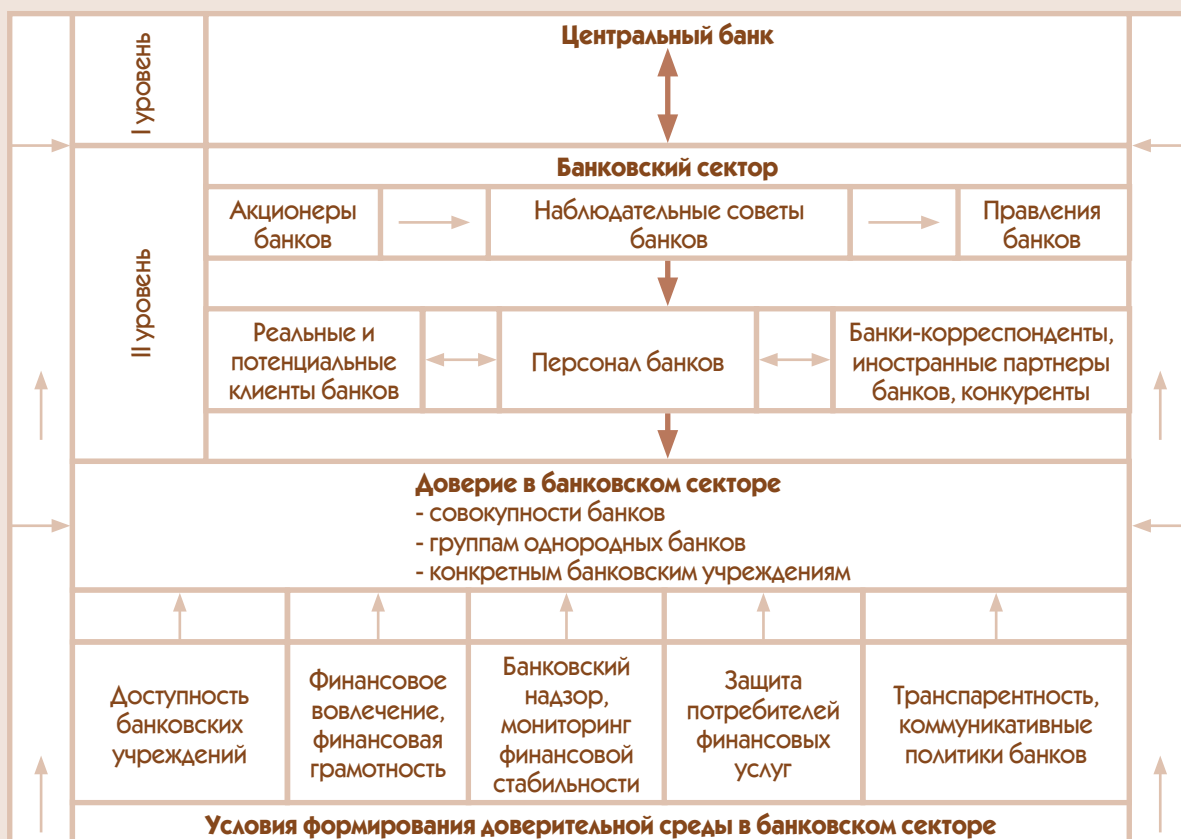 I уровень
Центральный банк
II уровень
Банковский сектор
Акционеры
банков
Наблюдательные советы
банков
Правления
банков
Реальные и
потенциальные
клиенты банков
Персонал банков
Банки-корреспонденты,
иностранные партнеры
банков, конкуренты
Доверие в банковском секторе
- совокупности банков
- группам однородных банков
- конкретным банковским учреждениям
Доступность
банковских
учреждений
Финансовое
вовлечение,
финансовая
грамотность
Банковский
надзор,
мониторинг
финансовой
стабильности
Защита
потребителей
финансовых
услуг
Транспарентность,
коммуникативные
политики банков
Условия формирования доверительной среды в банковском секторе